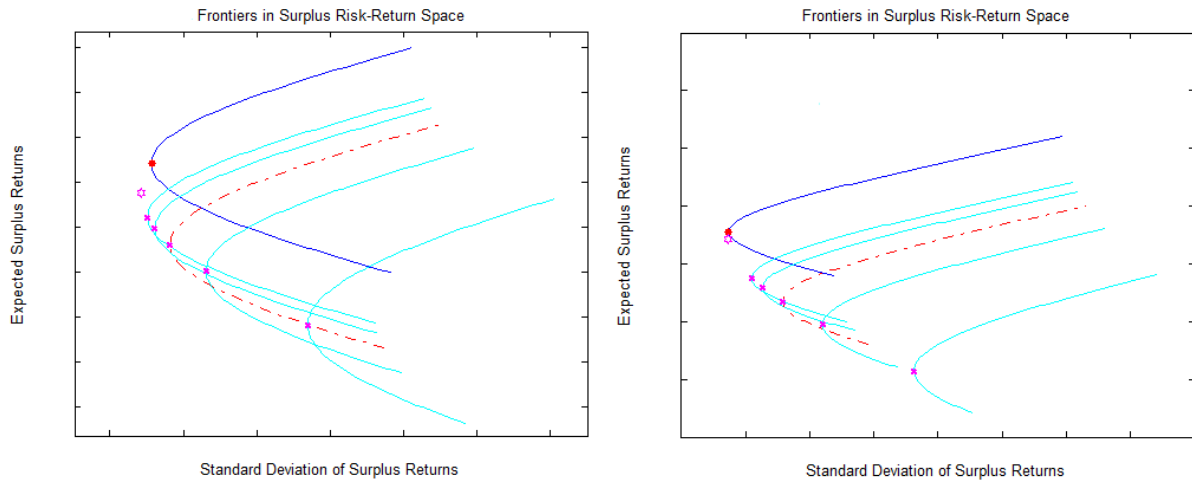 Frontiers in Surplus Risk-Return Space
Expected Surplus Returns
Standard Deviation of Surplus Returns
Frontiers in Surplus Risk-Return Space
Expected Surplus Returns
Standard Deviation of Surplus Returns